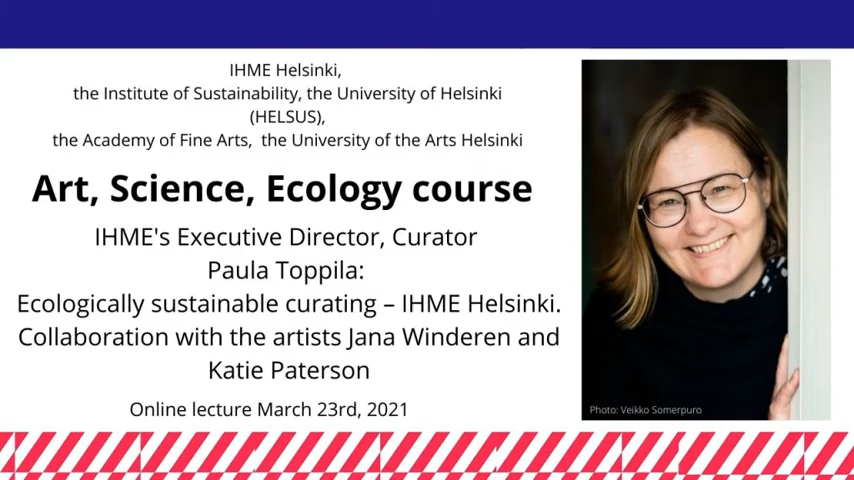 IHME Helsinki,
the Institute of Sustainability, the University of Helsinki
(HELSUS),
the Academy of Fine Arts,  the University of the Arts Helsinki
Art, Science, Ecology course
IHME's Executive Director, Curator
Paula Toppila:
Ecologically sustainable curating – IHME Helsinki.
Collaboration with the artists Jana Winderen and
Katie Paterson
Online lecture March 23rd, 2021
Photo: Veikko Somerpuro